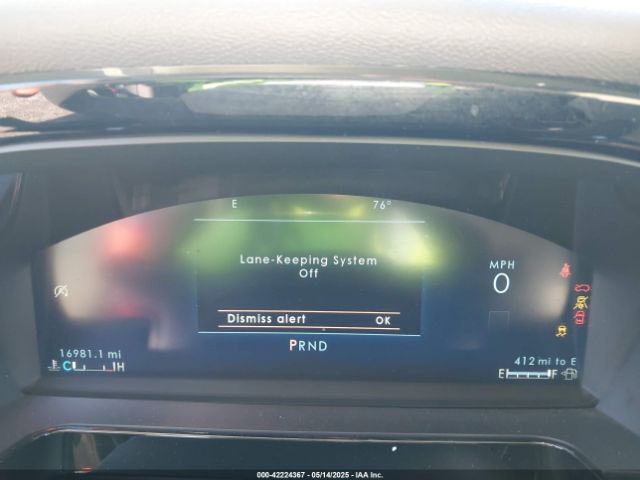 E 76°
Lane-Keeping System
Off
MPH
0
Dismiss alert OK
PRND
16981.1 mi
412 mi to E
C H
E F
000-42224367 - 05/14/2025 - IAA Inc.